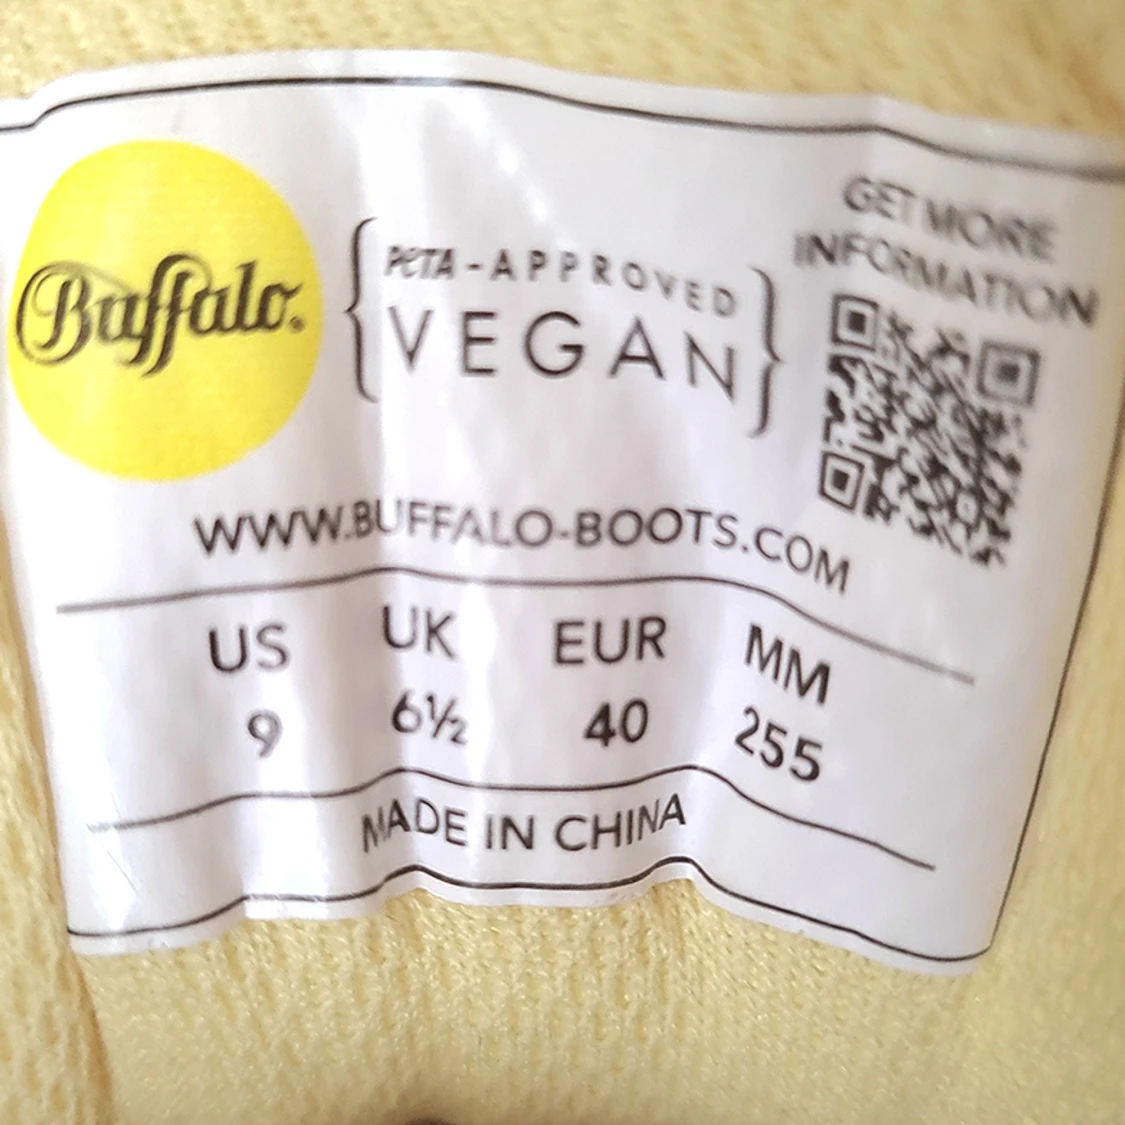 Buffalo.
PETA-APPROVED
VEGAN
GET MORE
INFORMATION
WWW.BUFFALO-BOOTS.COM
US UK EUR MM
9 6½ 40 255
MADE IN CHINA